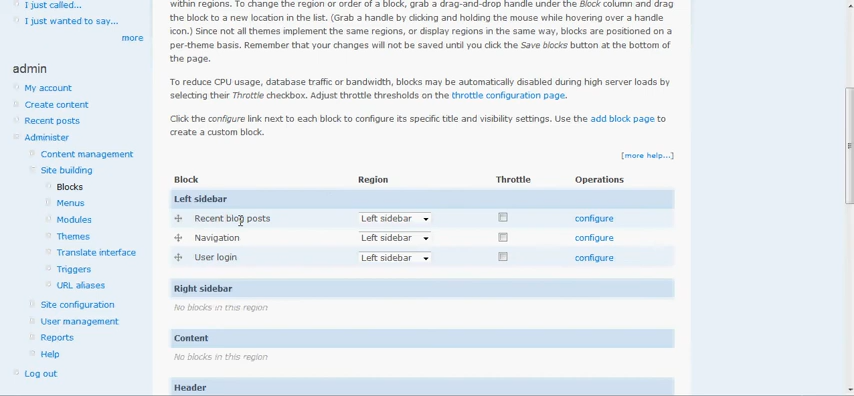 I just called...
I just wanted to say...
more
admin
My account
Create content
Recent posts
Administer
Content management
Site building
Blocks
Menus
Modules
Themes
Translate interface
Triggers
URL aliases
Site configuration
User management
Reports
Help
Log out
within regions. To change the region or order of a block, grab a drag-and-drop handle under the Block column and drag
the block to a new location in the list. (Grab a handle by clicking and holding the mouse while hovering over a handle
icon.) Since not all themes implement the same regions, or display regions in the same way, blocks are positioned on a
per-theme basis. Remember that your changes will not be saved until you click the Save blocks button at the bottom of
the page.
To reduce CPU usage, database traffic or bandwidth, blocks may be automatically disabled during high server loads by
selecting their Throttle checkbox. Adjust throttle thresholds on the throttle configuration page.
Click the configure link next to each block to configure its specific title and visibility settings. Use the add block page to
create a custom block.
[more help...]
Block Region Throttle Operations
Left sidebar
Recent blog posts Left sidebar configure
Navigation Left sidebar configure
User login Left sidebar configure
Right sidebar
No blocks in this region
Content
No blocks in this region
Header